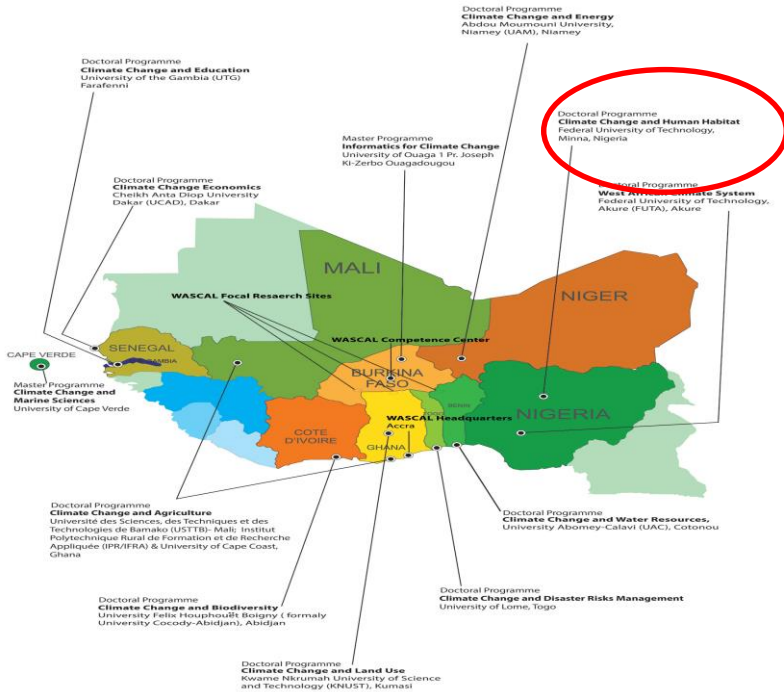 Doctoral Programme
Climate Change and Energy
Abdou Moumouni University,
Niamey (UAM), Niamey
Doctoral Programme
Climate Change and Education
University of the Gambia (UTG)
Farafenni
Doctoral Programme
Climate Change and Human Habitat
Federal University of Technology,
Minna, Nigeria
Master Programme
Informatics for Climate Change
University of Ouaga 1 Pr. Joseph
Ki-Zerbo Ouagadougou
Doctoral Programme
Climate Change Economics
Cheikh Anta Diop University
Dakar (UCAD), Dakar
Doctoral Programme
West African Climate System
Federal University of Technology,
Akure (FUTA), Akure
MALI
NIGER
WASCAL Focal Resaerch Sites
WASCAL Competence Center
SENEGAL
CAPE VERDE
GAMBIA
BURKINA
FASO
Master Programme
Climate Change and
Marine Sciences
University of Cape Verde
BENIN
TOGO
NIGERIA
WASCAL Headquarters
Accra
COTE
D'IVOIRE
GHANA
Doctoral Programme
Climate Change and Agriculture
Université des Sciences, des Techniques et des
Technologies de Bamako (USTTB)- Mali; Institut
Polytechnique Rural de Formation et de Recherche
Appliquée (IPR/IFRA) & University of Cape Coast,
Ghana
Doctoral Programme
Climate Change and Water Resources,
University Abomey-Calavi (UAC), Cotonou
Doctoral Programme
Climate Change and Disaster Risks Management
University of Lome, Togo
Doctoral Programme
Climate Change and Biodiversity
University Felix Houphouët Boigny ( formaly
University Cocody-Abidjan), Abidjan
Doctoral Programme
Climate Change and Land Use
Kwame Nkrumah University of Science
and Technology (KNUST), Kumasi